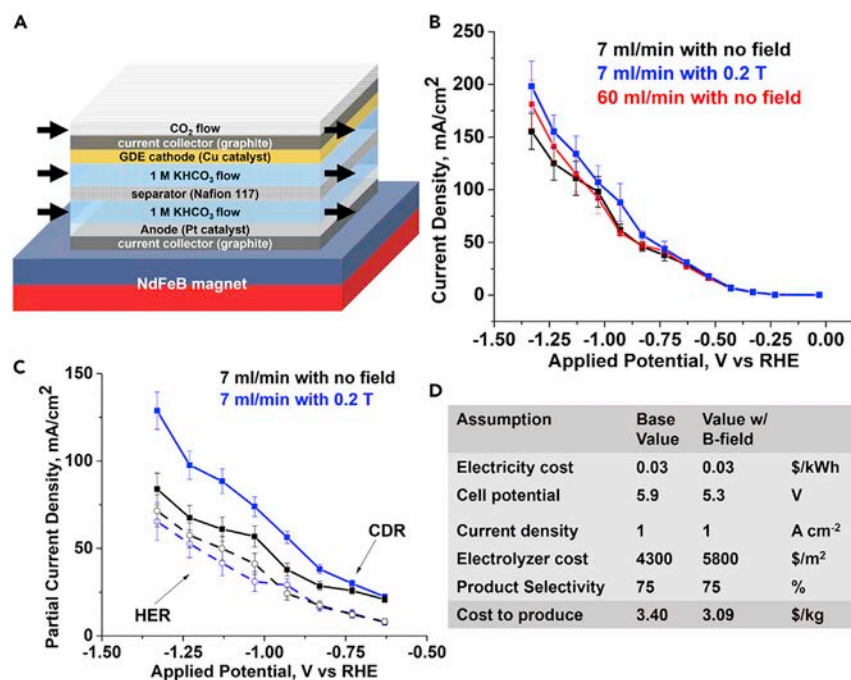 A
CO2 flow
current collector (graphite)
GDE cathode (Cu catalyst)
1 M KHCO3 flow
separator (Nafion 117)
1 M KHCO3 flow
Anode (Pt catalyst)
current collector (graphite)
NdFeB magnet
B
7 ml/min with no field
7 ml/min with 0.2 T
60 ml/min with no field
Current Density, mA/cm2
250
200
150
100
50
0
-1.50 -1.25 -1.00 -0.75 -0.50 -0.25 0.00
Applied Potential, V vs RHE
C
7 ml/min with no field
7 ml/min with 0.2 T
Partial Current Density, mA/cm2
150
100
50
0
CDR
HER
-1.50 -1.25 -1.00 -0.75 -0.50
Applied Potential, V vs RHE
D
Assumption Base Value Value w/ B-field
Electricity cost 0.03 0.03 $/kWh
Cell potential 5.9 5.3 V
Current density 1 1 A cm-2
Electrolyzer cost 4300 5800 $/m2
Product Selectivity 75 75 %
Cost to produce 3.40 3.09 $/kg